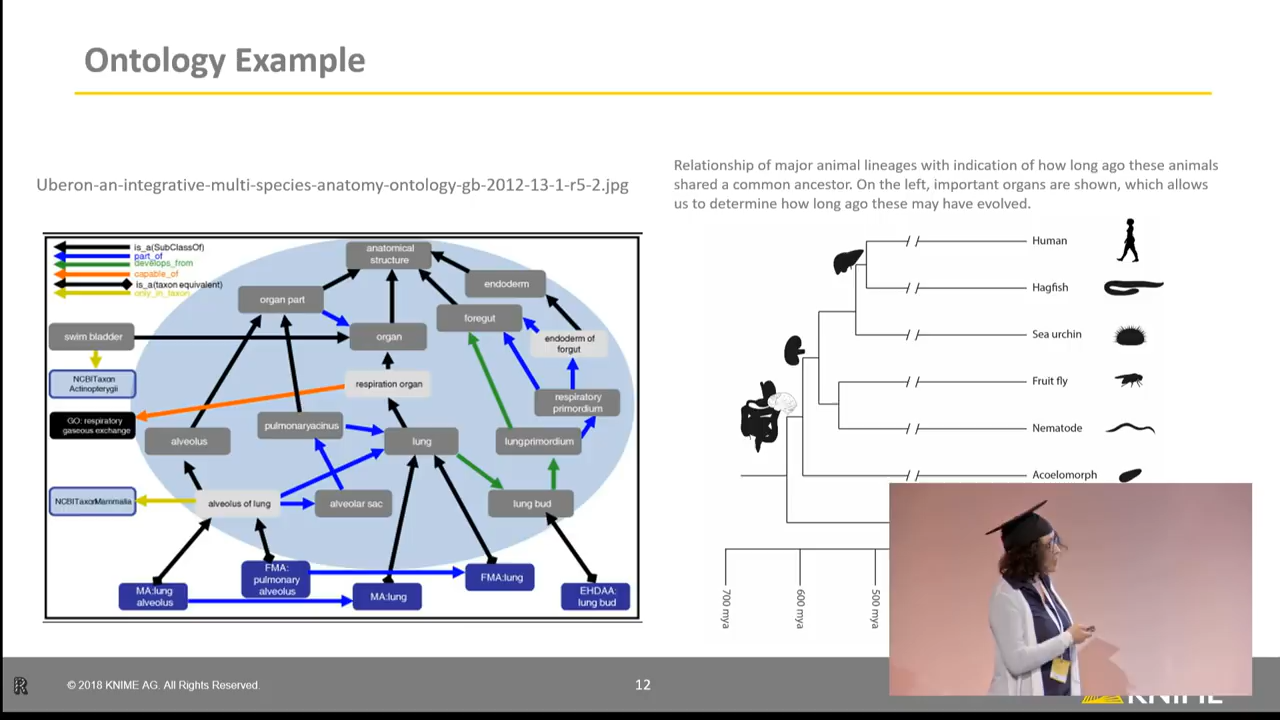 Ontology Example
Uberon-an-integrative-multi-species-anatomy-ontology-gb-2012-13-1-r5-2.jpg
Relationship of major animal lineages with indication of how long ago these animals
shared a common ancestor. On the left, important organs are shown, which allows
us to determine how long ago these may have evolved.
is_a(SubClassOf)
part_of
develops_from
capable_of
is_a(taxon equivalent)
only_in_taxon
anatomical
structure
endoderm
organ part
foregut
swim bladder
organ
endoderm of
forgut
NCBITaxon
Actinopterygii
respiration organ
respiratory
primordium
GO: respiratory
gaseous exchange
pulmonaryacinus
alveolus
lung
lungprimordium
NCBITaxonMammalia
alveolus of lung
alveolar sac
lung bud
FMA:
pulmonary
alveolus
FMA:lung
MA:lung
alveolus
MA:lung
EHDAA:
lung bud
Human
Hagfish
Sea urchin
Fruit fly
Nematode
Acoelomorph
700 mya
600 mya
500 mya
© 2018 KNIME AG. All Rights Reserved.
12
KNIME